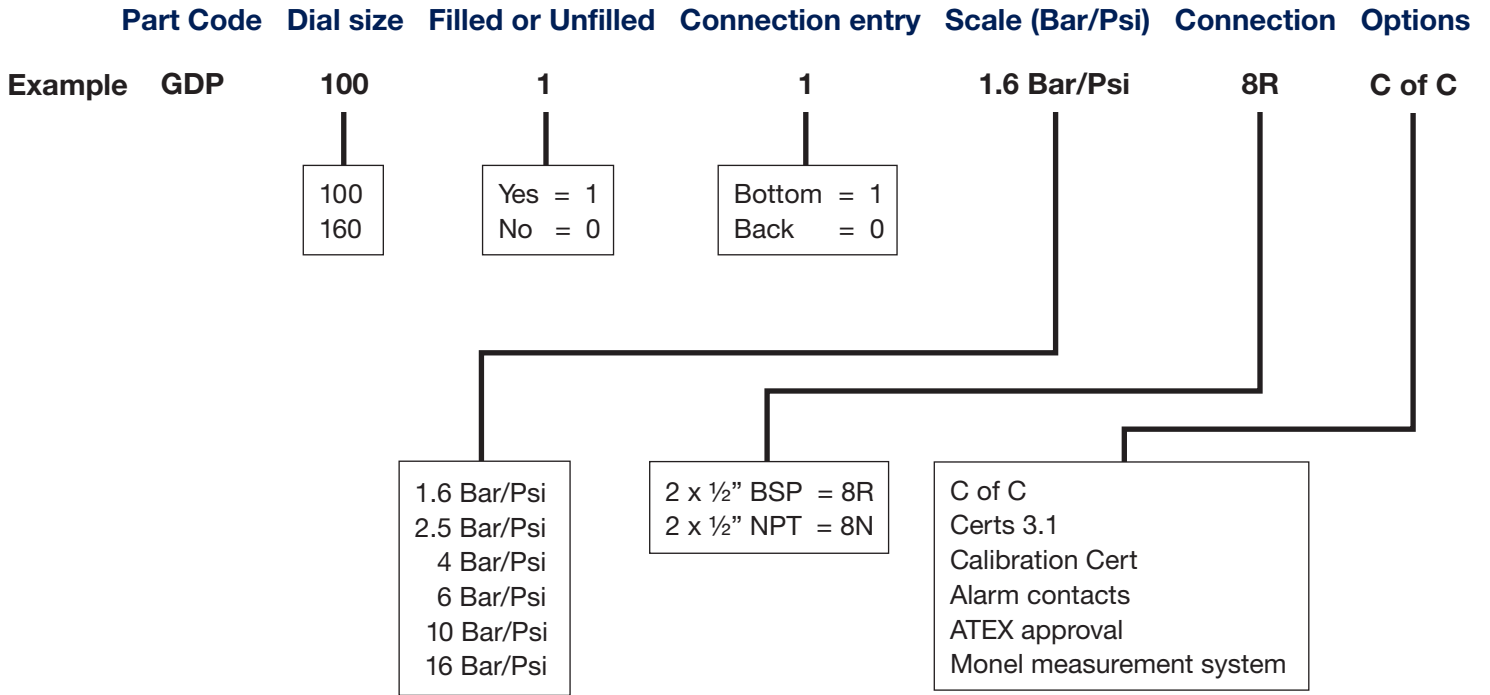 Part Code Dial size Filled or Unfilled Connection entry Scale (Bar/Psi) Connection Options
Example GDP 100 1 1 1.6 Bar/Psi 8R C of C
100
160
Yes = 1
No = 0
Bottom = 1
Back = 0
1.6 Bar/Psi
2.5 Bar/Psi
4 Bar/Psi
6 Bar/Psi
10 Bar/Psi
16 Bar/Psi
2 x ½” BSP = 8R
2 x ½” NPT = 8N
C of C
Certs 3.1
Calibration Cert
Alarm contacts
ATEX approval
Monel measurement system